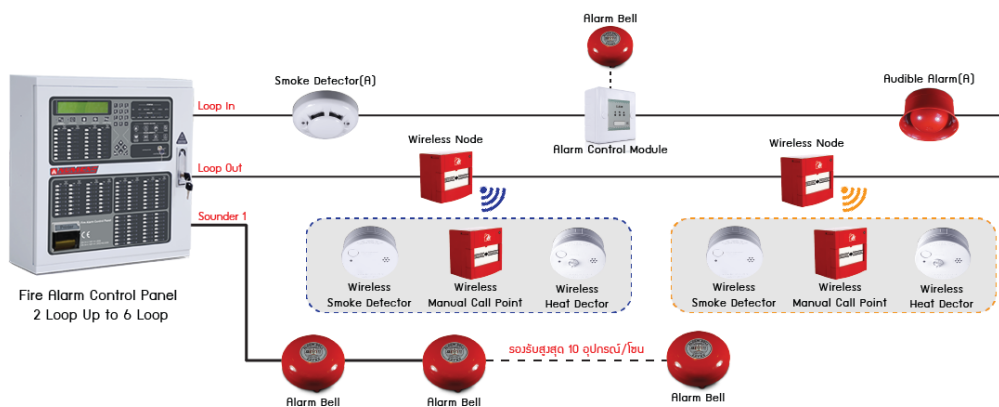 Alarm Bell
Smoke Detector(A)
Audible Alarm(A)
Loop In
Wireless Node
Alarm Control Module
Wireless Node
Loop Out
Sounder 1
Wireless
Smoke Detector
Wireless
Manual Call Point
Wireless
Heat Dector
Wireless
Smoke Detector
Wireless
Manual Call Point
Wireless
Heat Dector
Fire Alarm Control Panel
2 Loop Up to 6 Loop
รองรับสูงสุด 10 อุปกรณ์/โซน
Alarm Bell
Alarm Bell
Alarm Bell